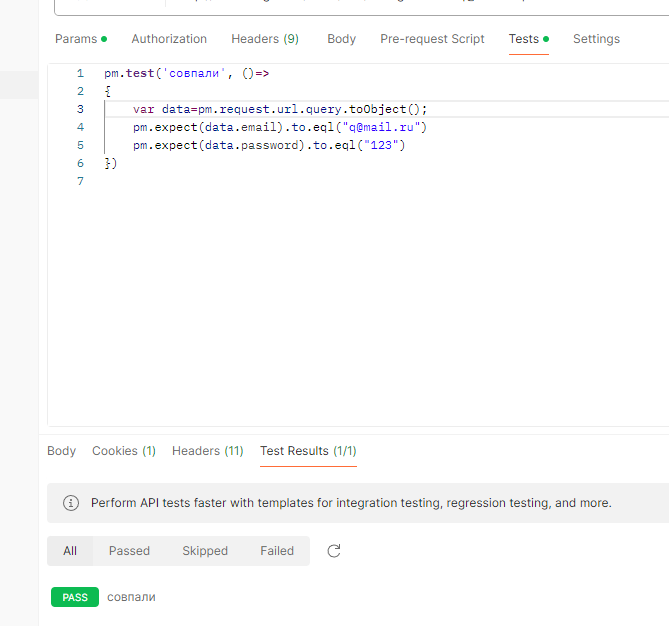 Params Authorization Headers (9) Body Pre-request Script Tests Settings
1 pm.test('совпали', ()=>
2 {
3 var data=pm.request.url.query.toObject();
4 pm.expect(data.email).to.eql("q@mail.ru")
5 pm.expect(data.password).to.eql("123")
6 })
7
Body Cookies (1) Headers (11) Test Results (1/1)
Perform API tests faster with templates for integration testing, regression testing, and more.
All Passed Skipped Failed
PASS совпали